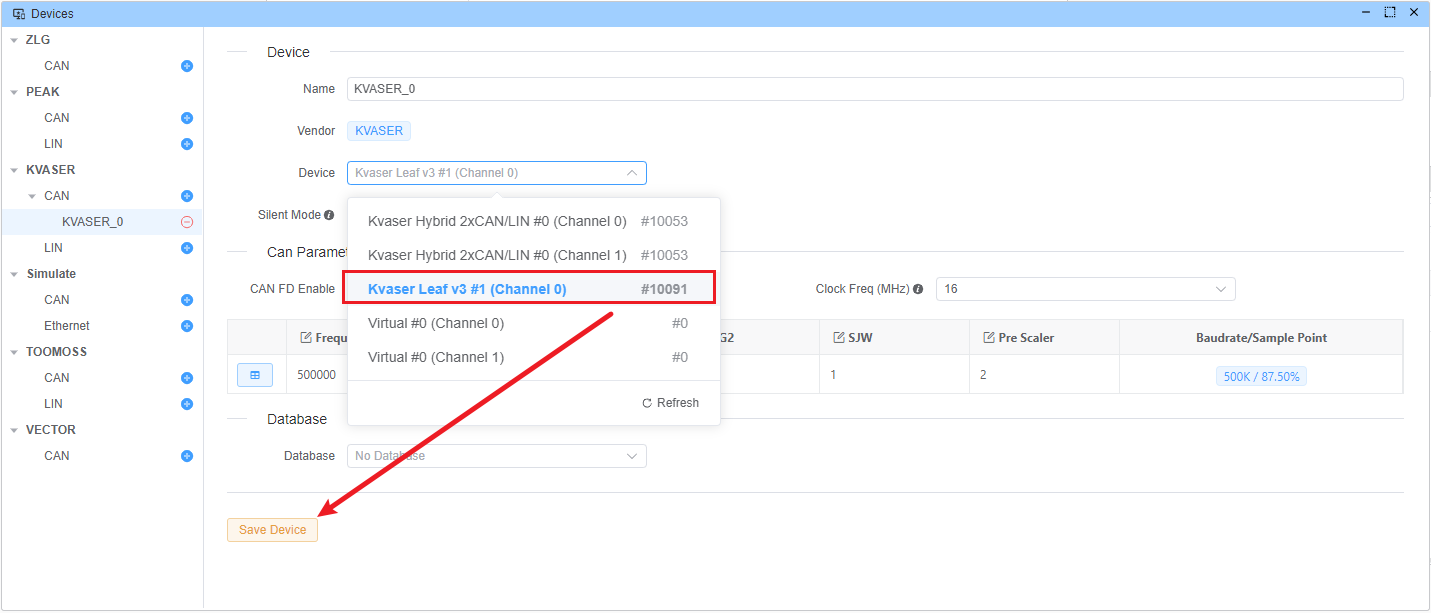 Devices
ZLG
CAN
PEAK
CAN
LIN
KVASER
CAN
KVASER_0
LIN
Simulate
CAN
Ethernet
TOOMOSS
CAN
LIN
VECTOR
CAN
Device
Name KVASER_0
Vendor KVASER
Device Kvaser Leaf v3 #1 (Channel 0)
Silent Mode
Kvaser Hybrid 2xCAN/LIN #0 (Channel 0) #10053
Kvaser Hybrid 2xCAN/LIN #0 (Channel 1) #10053
Kvaser Leaf v3 #1 (Channel 0) #10091
Virtual #0 (Channel 0) #0
Virtual #0 (Channel 1) #0
Refresh
Can Paramet
CAN FD Enable Clock Freq (MHz) 16
Frequ G2 SJW Pre Scaler Baudrate/Sample Point
500000 1 2 500K / 87.50%
Database
Database No Database
Save Device